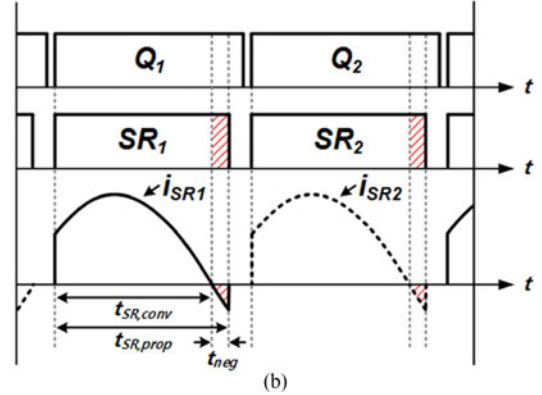 Q1 Q2
t
SR1 SR2
t
iSR1 iSR2
t
tSR,conv
tSR,prop
tneg
(b)